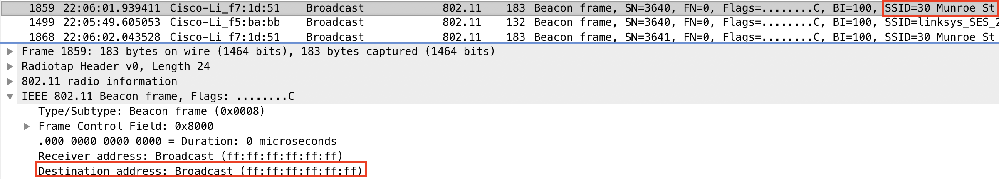 1859 22:06:01.939411 Cisco-Li_f7:1d:51 Broadcast 802.11 183 Beacon frame, SN=3640, FN=0, Flags=........C, BI=100, SSID=30 Munroe St
1499 22:05:49.605053 Cisco-Li_f5:ba:bb Broadcast 802.11 132 Beacon frame, SN=3640, FN=0, Flags=........C, BI=100, SSID=linksys_SES_2
1868 22:06:02.043528 Cisco-Li_f7:1d:51 Broadcast 802.11 183 Beacon frame, SN=3641, FN=0, Flags=........C, BI=100, SSID=30 Munroe St
Frame 1859: 183 bytes on wire (1464 bits), 183 bytes captured (1464 bits)
Radiotap Header v0, Length 24
802.11 radio information
IEEE 802.11 Beacon frame, Flags: ........C
Type/Subtype: Beacon frame (0x0008)
Frame Control Field: 0x8000
.000 0000 0000 0000 = Duration: 0 microseconds
Receiver address: Broadcast (ff:ff:ff:ff:ff:ff)
Destination address: Broadcast (ff:ff:ff:ff:ff:ff)